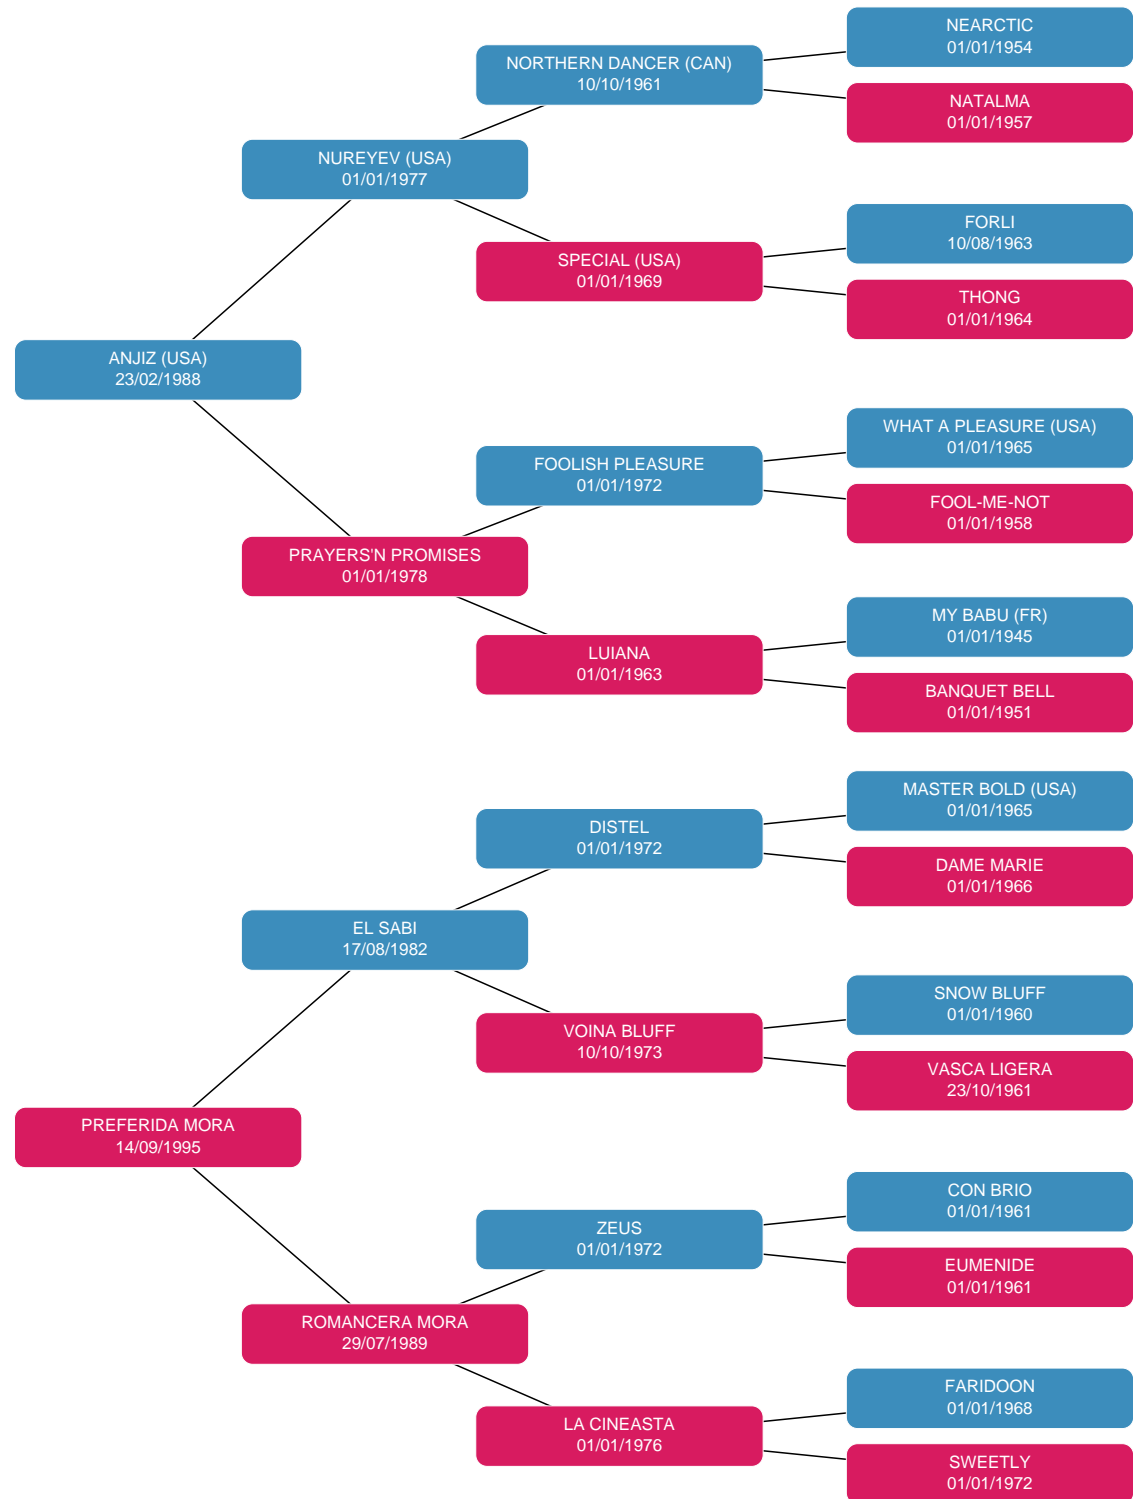 NEARCTIC
01/01/1954
NORTHERN DANCER (CAN)
10/10/1961
NATALMA
01/01/1957
NUREYEV (USA)
01/01/1977
FORLI
10/08/1963
SPECIAL (USA)
01/01/1969
THONG
01/01/1964
ANJIZ (USA)
23/02/1988
WHAT A PLEASURE (USA)
01/01/1965
FOOLISH PLEASURE
01/01/1972
FOOL-ME-NOT
01/01/1958
PRAYERS'N PROMISES
01/01/1978
MY BABU (FR)
01/01/1945
LUIANA
01/01/1963
BANQUET BELL
01/01/1951
MASTER BOLD (USA)
01/01/1965
DISTEL
01/01/1972
DAME MARIE
01/01/1966
EL SABI
17/08/1982
SNOW BLUFF
01/01/1960
VOINA BLUFF
10/10/1973
VASCA LIGERA
23/10/1961
PREFERIDA MORA
14/09/1995
CON BRIO
01/01/1961
ZEUS
01/01/1972
EUMENIDE
01/01/1961
ROMANCERA MORA
29/07/1989
FARIDOON
01/01/1968
LA CINEASTA
01/01/1976
SWEETLY
01/01/1972